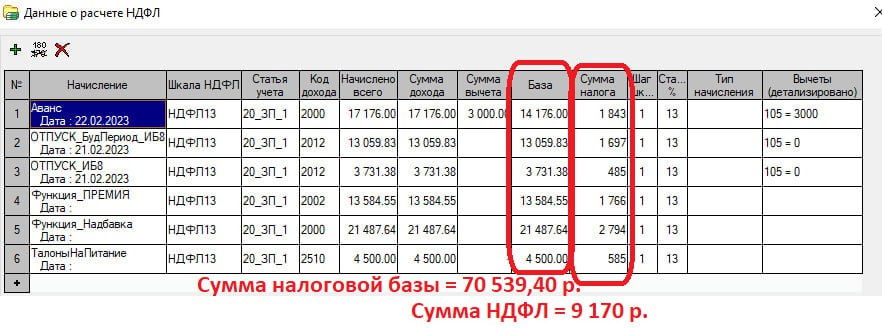 Данные о расчете НДФЛ
№ Начисление Шкала НДФЛ Статья учета Код дохода Начислено всего Сумма дохода Сумма вычета База Сумма налога Шаг шк... Ста... % Тип начисления Вычеты (детализировано)
1 Аванс НДФЛ13 20_ЗП_1 2000 17 176.00 17 176.00 3 000.00 14 176.00 1 843 1 13 105 = 3000
Дата : 22.02.2023
2 ОТПУСК_БудПериод_ИБ8 НДФЛ13 20_ЗП_1 2012 13 059.83 13 059.83 13 059.83 1 697 1 13 105 = 0
Дата : 21.02.2023
3 ОТПУСК_ИБ8 НДФЛ13 20_ЗП_1 2012 3 731.38 3 731.38 3 731.38 485 1 13 105 = 0
Дата : 21.02.2023
4 Функция_ПРЕМИЯ НДФЛ13 20_ЗП_1 2002 13 584.55 13 584.55 13 584.55 1 766 1 13
Дата :
5 Функция_Надбавка НДФЛ13 20_ЗП_1 2000 21 487.64 21 487.64 21 487.64 2 794 1 13
Дата :
6 ТалоныНаПитание НДФЛ13 20_ЗП_1 2510 4 500.00 4 500.00 4 500.00 585 1 13
Дата :
Сумма налоговой базы = 70 539,40 р.
Сумма НДФЛ = 9 170 р.